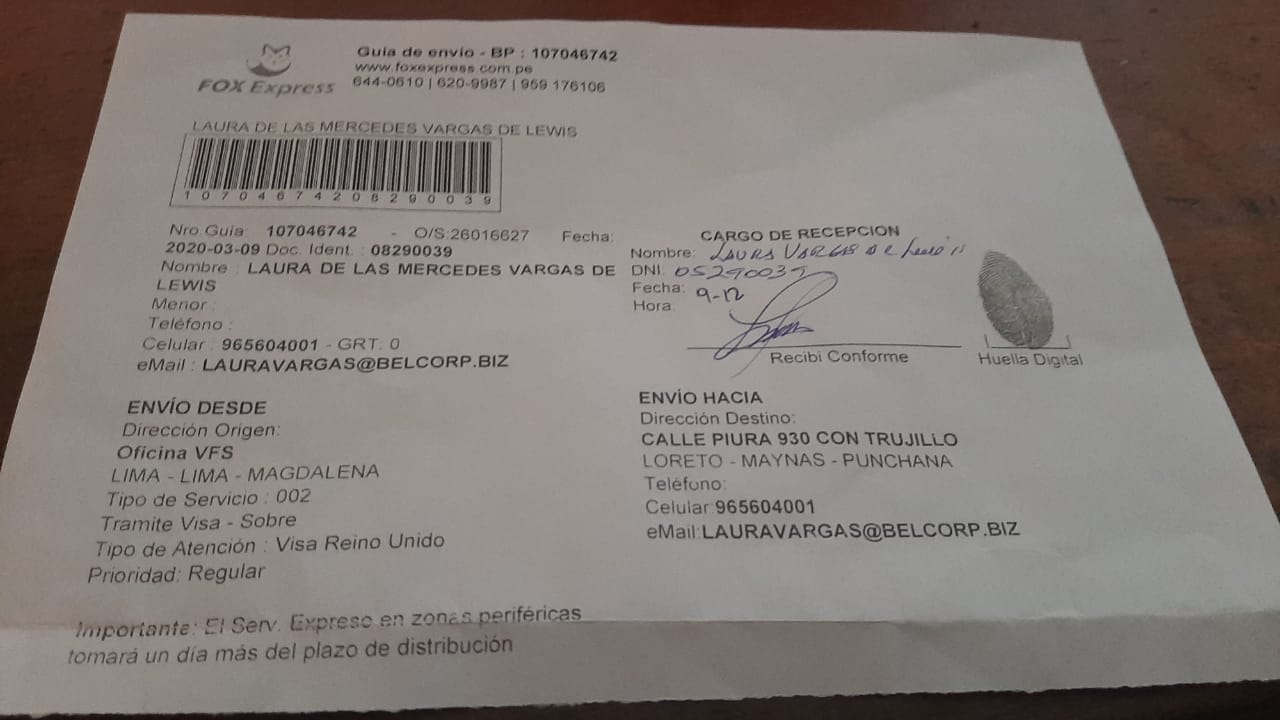 FOX Express
Guía de envío - BP : 107046742
www.foxexpress.com.pe
644-0610 | 620-9987 | 959 176106
LAURA DE LAS MERCEDES VARGAS DE LEWIS
10704674208290039
Nro.Guía: 107046742 - O/S:26016627 Fecha:
2020-03-09 Doc. Ident. : 08290039
Nombre : LAURA DE LAS MERCEDES VARGAS DE
LEWIS
Menor :
Teléfono :
Celular : 965604001 - GRT. 0
eMail : LAURAVARGAS@BELCORP.BIZ
CARGO DE RECEPCION
Nombre: LAURA VARGAS de
DNI:
Fecha: 9-12
Hora:
Recibi Conforme
Huella Digital
ENVÍO DESDE
Dirección Origen:
Oficina VFS
LIMA - LIMA - MAGDALENA
Tipo de Servicio : 002
Tramite Visa - Sobre
Tipo de Atención : Visa Reino Unido
Prioridad: Regular
ENVÍO HACIA
Dirección Destino:
CALLE PIURA 930 CON TRUJILLO
LORETO - MAYNAS - PUNCHANA
Teléfono:
Celular:965604001
eMail:LAURAVARGAS@BELCORP.BIZ
Importante: El Serv. Expreso en zonas periféricas
tomará un día más del plazo de distribución